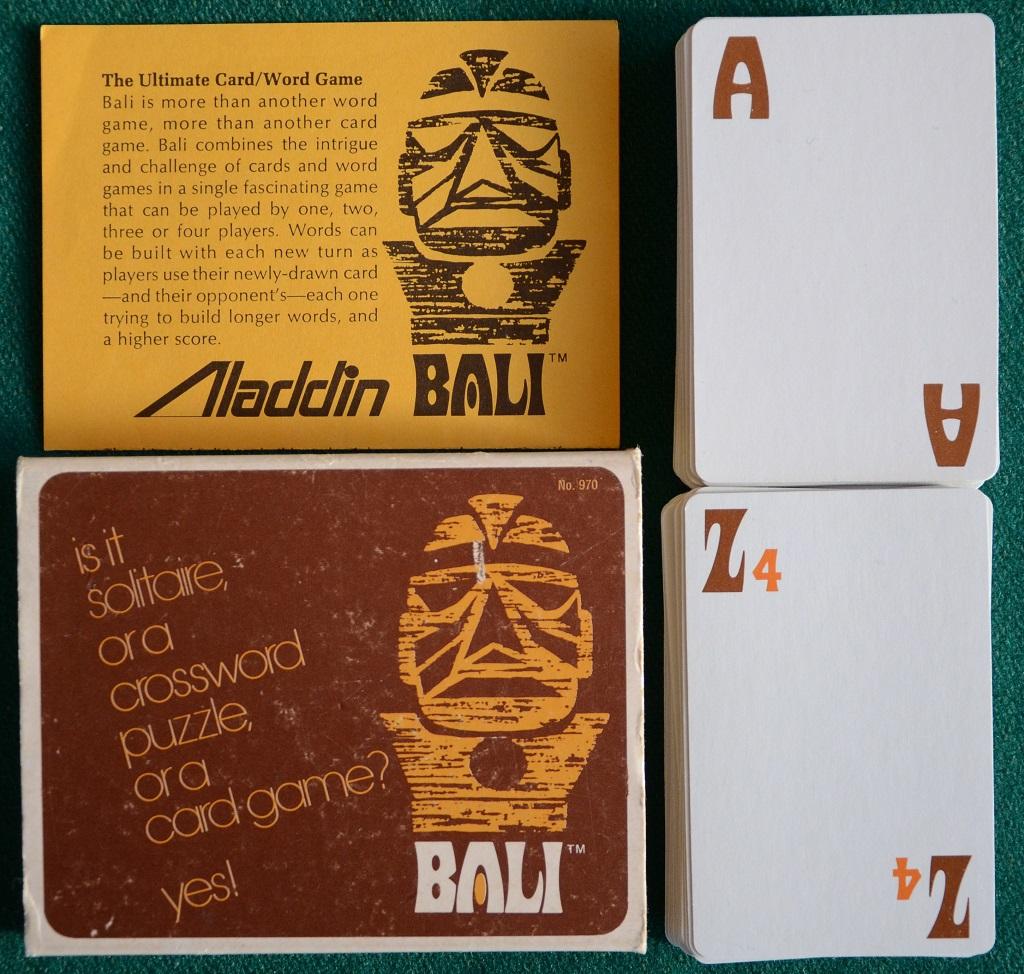 The Ultimate Card/Word Game
Bali is more than another word
game, more than another card
game. Bali combines the intrigue
and challenge of cards and word
games in a single fascinating game
that can be played by one, two,
three or four players. Words can
be built with each new turn as
players use their newly-drawn card
—and their opponent's—each one
trying to build longer words, and
a higher score.
Aladdin BALI™
No. 970
is it
solitaire,
or a
crossword
puzzle,
or a
card game?
yes!
BALI™
A
A
Z 4
Z 4